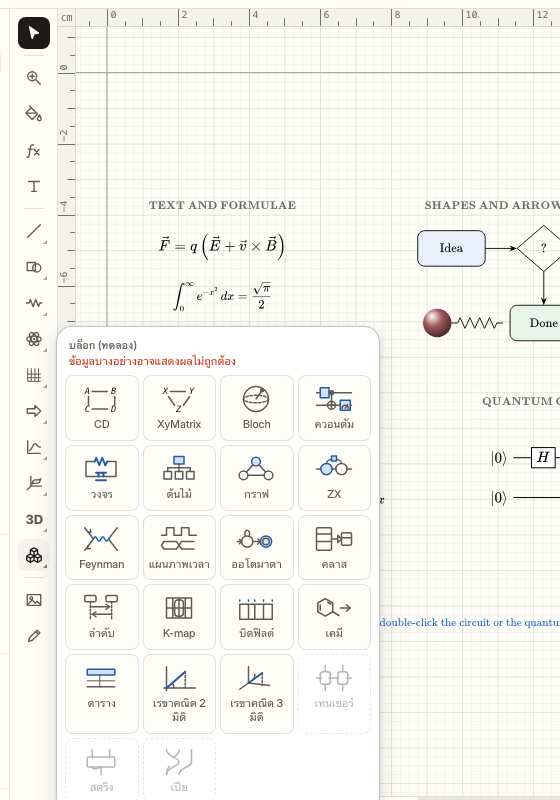 cm
0 2 4 6 8 10 12
0
−2
−4
−6
fx
T
3D
TEXT AND FORMULAE
SHAPES AND ARROW
F⃗ = q (E⃗ + v⃗ × B⃗)
Idea
?
∫₀^∞ e^{−x²} dx = √π / 2
Done
QUANTUM C
|0⟩ H
|0⟩
x
double-click the circuit or the quantu
บล็อก (ทดลอง)
ข้อมูลบางอย่างอาจแสดงผลไม่ถูกต้อง
A B
C D
X Y
Z
CD
XyMatrix
Bloch
ควอนตัม
วงจร
ต้นไม้
กราฟ
ZX
Feynman
แผนภาพเวลา
ออโตมาตา
คลาส
ลำดับ
K-map
บิตฟิลด์
เคมี
ตาราง
เรขาคณิต 2 มิติ
เรขาคณิต 3 มิติ
เทนเซอร์
สตริง
เปีย